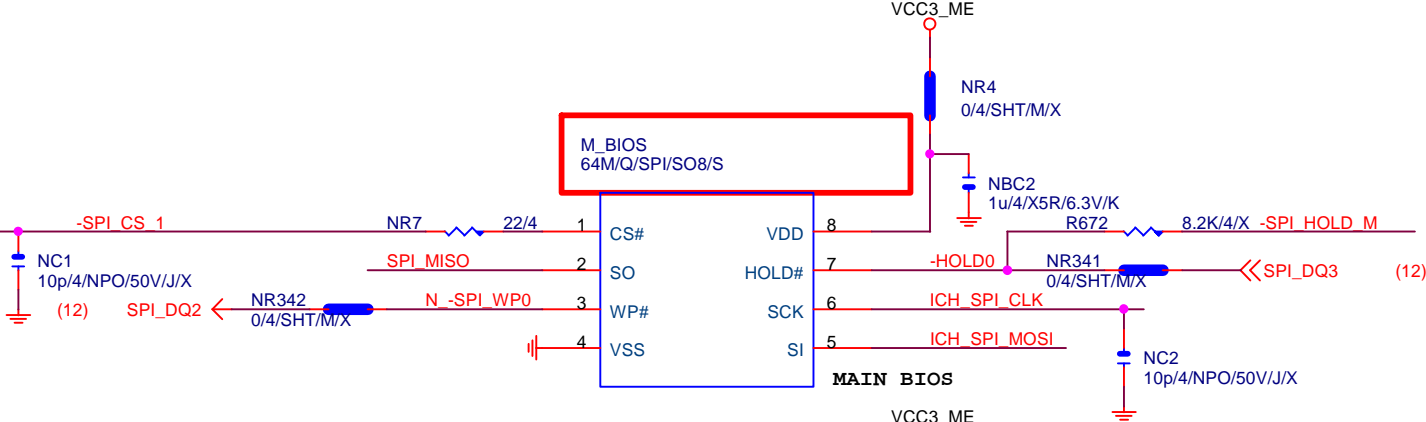 VCC3_ME
NR4
0/4/SHT/M/X
M_BIOS
64M/Q/SPI/SO8/S
NBC2
1u/4/X5R/6.3V/K
-SPI_CS_1
NR7
22/4
1
CS#
VDD
8
R672
8.2K/4/X
-SPI_HOLD_M
NC1
10p/4/NPO/50V/J/X
SPI_MISO
2
SO
HOLD#
7
-HOLD0
NR341
0/4/SHT/M/X
SPI_DQ3
(12)
(12)
SPI_DQ2
NR342
0/4/SHT/M/X
N_-SPI_WP0
3
WP#
SCK
6
ICH_SPI_CLK
4
VSS
SI
5
ICH_SPI_MOSI
NC2
10p/4/NPO/50V/J/X
MAIN BIOS
VCC3_ME